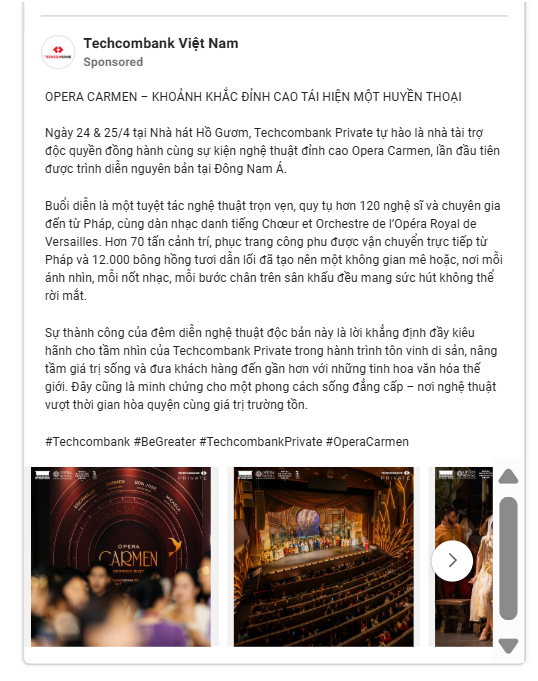 Techcombank Việt Nam
TECHCOMBANK
Sponsored
OPERA CARMEN – KHOẢNH KHẮC ĐỈNH CAO TÁI HIỆN MỘT HUYỀN THOẠI
Ngày 24 & 25/4 tại Nhà hát Hồ Gươm, Techcombank Private tự hào là nhà tài trợ
độc quyền đồng hành cùng sự kiện nghệ thuật đỉnh cao Opera Carmen, lần đầu tiên
được trình diễn nguyên bản tại Đông Nam Á.
Buổi diễn là một tuyệt tác nghệ thuật trọn vẹn, quy tụ hơn 120 nghệ sĩ và chuyên gia
đến từ Pháp, cùng dàn nhạc danh tiếng Chœur et Orchestre de l’Opéra Royal de
Versailles. Hơn 70 tấn cảnh trí, phục trang công phu được vận chuyển trực tiếp từ
Pháp và 12.000 bông hồng tươi dẫn lối đã tạo nên một không gian mê hoặc, nơi mỗi
ánh nhìn, mỗi nốt nhạc, mỗi bước chân trên sân khấu đều mang sức hút không thể
rời mắt.
Sự thành công của đêm diễn nghệ thuật độc bản này là lời khẳng định đầy kiêu
hãnh cho tầm nhìn của Techcombank Private trong hành trình tôn vinh di sản, nâng
tầm giá trị sống và đưa khách hàng đến gần hơn với những tinh hoa văn hóa thế
giới. Đây cũng là minh chứng cho một phong cách sống đẳng cấp – nơi nghệ thuật
vượt thời gian hòa quyện cùng giá trị trường tồn.
#Techcombank #BeGreater #TechcombankPrivate #OperaCarmen
TECHCOMBANK
PRIVATE
ESCAMILLO CARMEN DON JOSÉ MICAELA
OPERA
CARMEN
GEORGES BIZET
TECHCOMBANK
PRIVATE